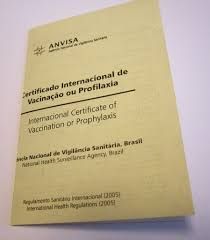 ANVISA
Agência Nacional de Vigilância Sanitária
Certificado Internacional de
Vacinação ou Profilaxia
International Certificate of
Vaccination or Prophylaxis
ência Nacional de Vigilância Sanitária, Brasil
National Health Surveillance Agency, Brazil
Regulamento Sanitário Internacional (2005)
International Health Regulations (2005)